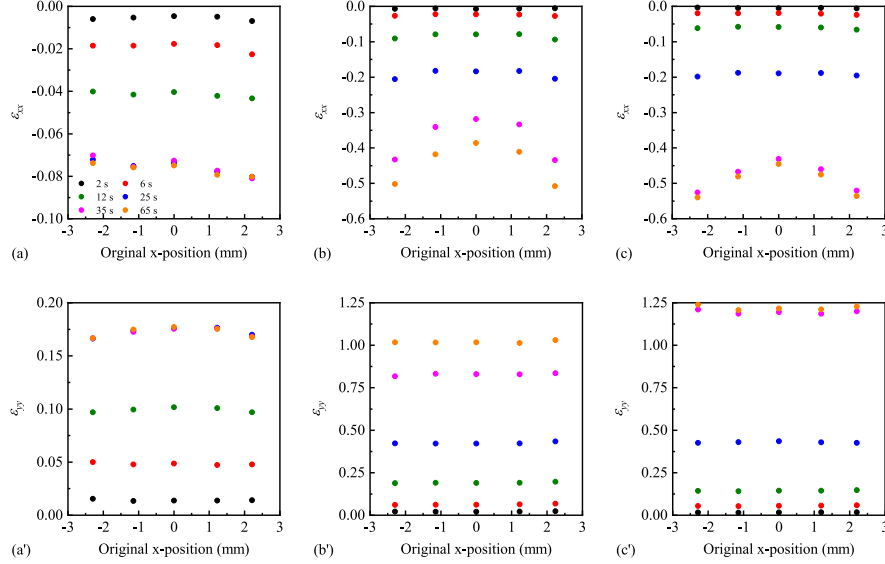 0.00
-0.02
-0.04
-0.06
-0.08
-0.10
εxx
2 s 6 s
12 s 25 s
35 s 65 s
-3 -2 -1 0 1 2 3
(a) Orginal x-position (mm)
0.0
-0.1
-0.2
-0.3
-0.4
-0.5
-0.6
εxx
-3 -2 -1 0 1 2 3
(b) Orginal x-position (mm)
0.0
-0.1
-0.2
-0.3
-0.4
-0.5
-0.6
εxx
-3 -2 -1 0 1 2 3
(c) Orginal x-position (mm)
0.20
0.15
0.10
0.05
0.00
εyy
-3 -2 -1 0 1 2 3
(a') Orginal x-position (mm)
1.25
1.00
0.75
0.50
0.25
0.00
εyy
-3 -2 -1 0 1 2 3
(b') Orginal x-position (mm)
1.25
1.00
0.75
0.50
0.25
0.00
εyy
-3 -2 -1 0 1 2 3
(c') Orginal x-position (mm)